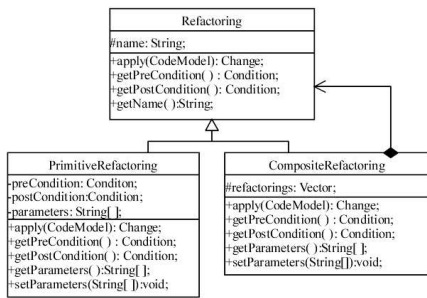 Refactoring
#name: String;
+apply(CodeModel): Change;
+getPreCondition( ) : Condition;
+getPostCondition( ): Condition;
+getName( ):String;
PrimitiveRefactoring
-preCondition: Conditon;
-postCondition:Condition;
-parameters: String[ ];
+apply(CodeModel): Change;
+getPreCondition( ) : Condition;
+getPostCondition( ): Condition;
+getParameters( ):String[ ];
+setParameters(String[ ]):void;
CompositeRefactoring
#refactorings: Vector;
+apply(CodeModel): Change;
+getPreCondition( ) : Condition;
+getPostCondition( ): Condition;
+getParameters( ):String[ ];
+setParameters(String[]):void;